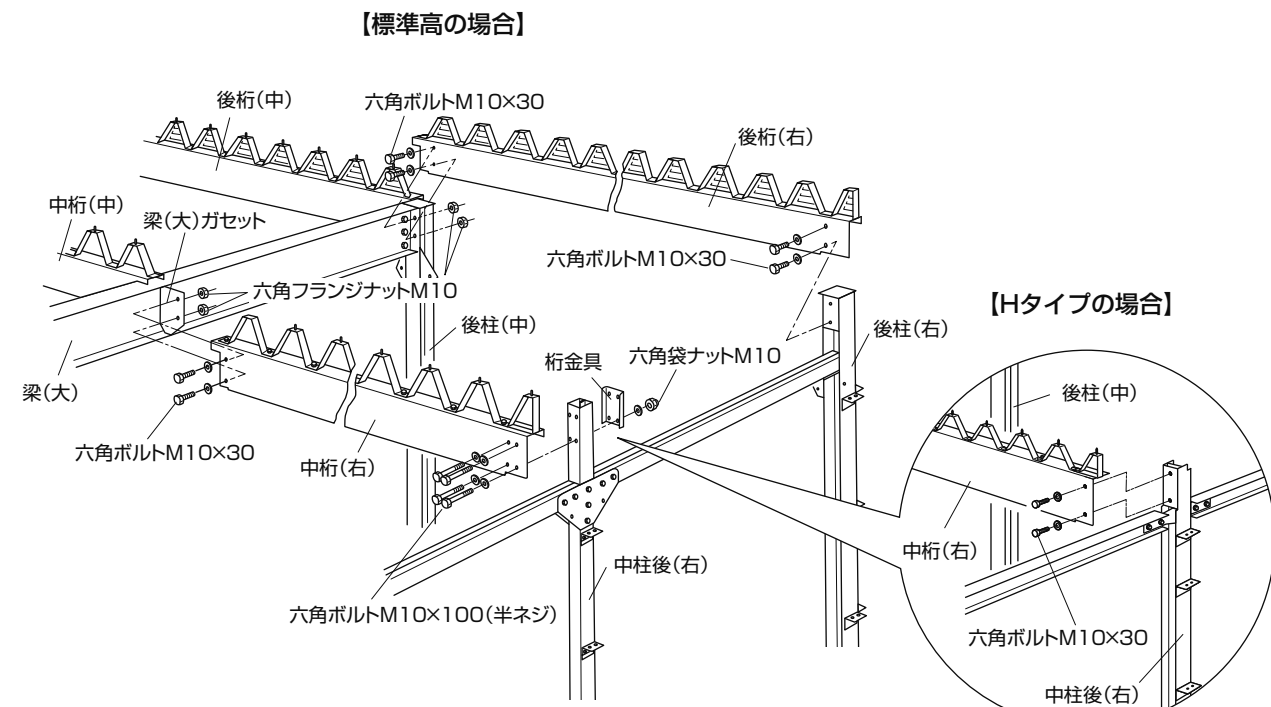 【標準高の場合】
後桁(中)
六角ボルトM10×30
後桁(右)
中桁(中)
梁(大)ガセット
六角ボルトM10×30
六角フランジナットM10
【Hタイプの場合】
後柱(中)
後柱(右)
桁金具
六角袋ナットM10
梁(大)
後柱(中)
六角ボルトM10×30
中桁(右)
中桁(右)
中柱後(右)
六角ボルトM10×100(半ネジ)
六角ボルトM10×30
中柱後(右)